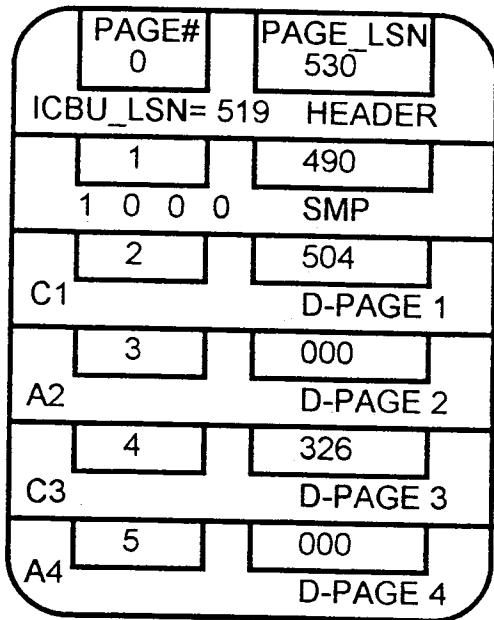 PAGE# PAGE_LSN
0 530
ICBU_LSN= 519 HEADER
1 490
1 0 0 0 SMP
2 504
C1 D-PAGE 1
3 000
A2 D-PAGE 2
4 326
C3 D-PAGE 3
5 000
A4 D-PAGE 4